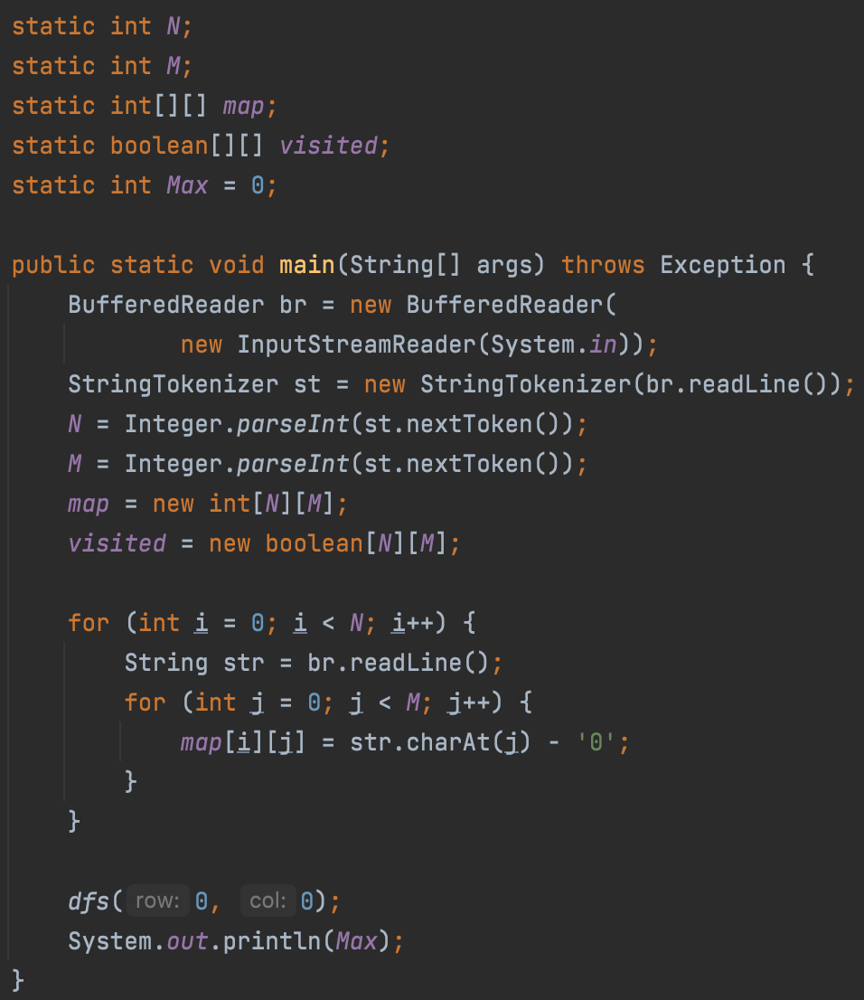 static int N;
static int M;
static int[][] map;
static boolean[][] visited;
static int Max = 0;

public static void main(String[] args) throws Exception {
    BufferedReader br = new BufferedReader(
            new InputStreamReader(System.in));
    StringTokenizer st = new StringTokenizer(br.readLine());
    N = Integer.parseInt(st.nextToken());
    M = Integer.parseInt(st.nextToken());
    map = new int[N][M];
    visited = new boolean[N][M];

    for (int i = 0; i < N; i++) {
        String str = br.readLine();
        for (int j = 0; j < M; j++) {
            map[i][j] = str.charAt(j) - '0';
        }
    }

    dfs( row: 0, col: 0);
    System.out.println(Max);
}